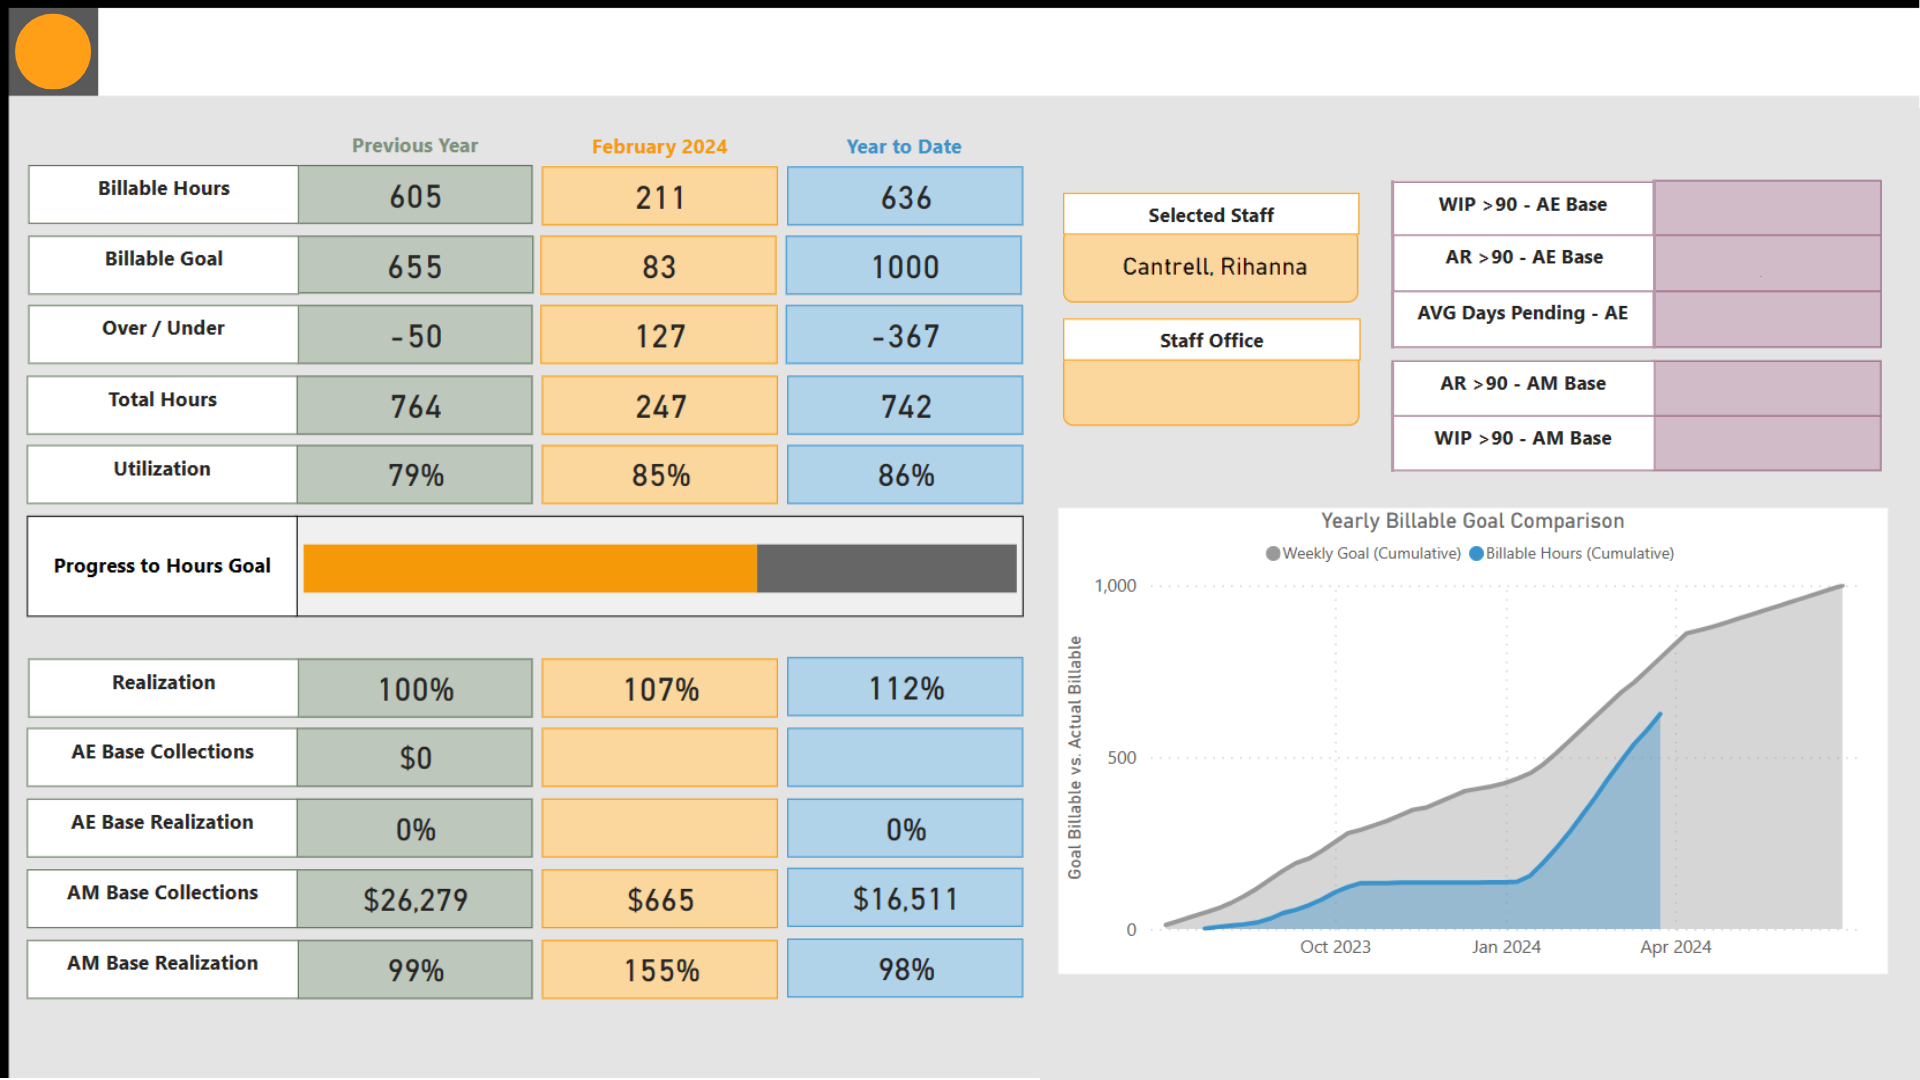 Previous Year February 2024 Year to Date
Billable Hours 605 211 636
Billable Goal 655 83 1000
Over / Under -50 127 -367
Total Hours 764 247 742
Utilization 79% 85% 86%
Progress to Hours Goal
Realization 100% 107% 112%
AE Base Collections $0
AE Base Realization 0% 0%
AM Base Collections $26,279 $665 $16,511
AM Base Realization 99% 155% 98%
Selected Staff
Cantrell, Rihanna
Staff Office
WIP >90 - AE Base
AR >90 - AE Base
AVG Days Pending - AE
AR >90 - AM Base
WIP >90 - AM Base
Yearly Billable Goal Comparison
Weekly Goal (Cumulative) Billable Hours (Cumulative)
Goal Billable vs. Actual Billable
1,000
500
0
Oct 2023 Jan 2024 Apr 2024